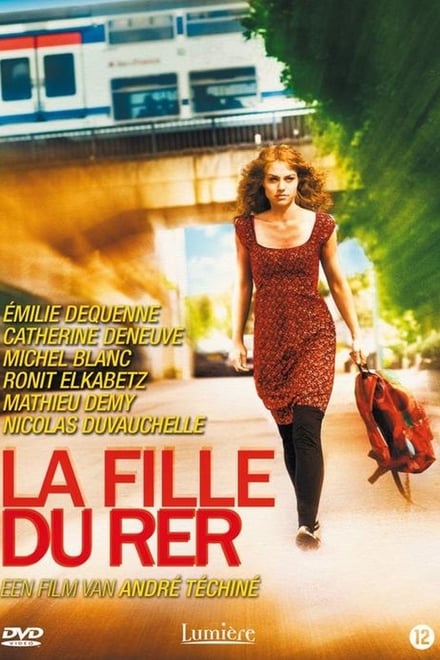 ÉMILIE DEQUENNE
CATHERINE DENEUVE
MICHEL BLANC
RONIT ELKABETZ
MATHIEU DEMY
NICOLAS DUVAUCHELLE
LA FILLE
DU RER
EEN FILM VAN ANDRÉ TÉCHINÉ
DVD
VIDEO
Lumière
12